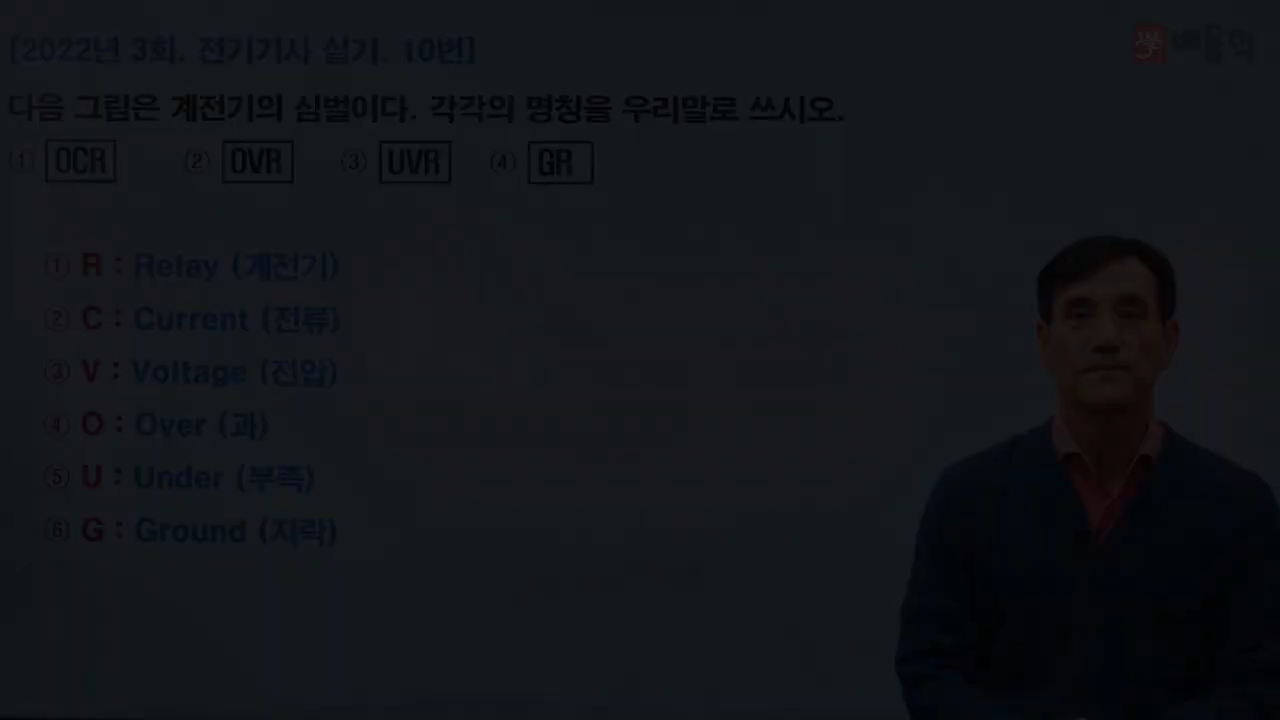 [2022년 3회. 전기기사 실기. 10번]
배울학
다음 그림은 계전기의 심벌이다. 각각의 명칭을 우리말로 쓰시오.
(1) OCR (2) OVR (3) UVR (4) GR
① R : Relay (계전기)
② C : Current (전류)
③ V : Voltage (전압)
④ O : Over (과)
⑤ U : Under (부족)
⑥ G : Ground (지락)